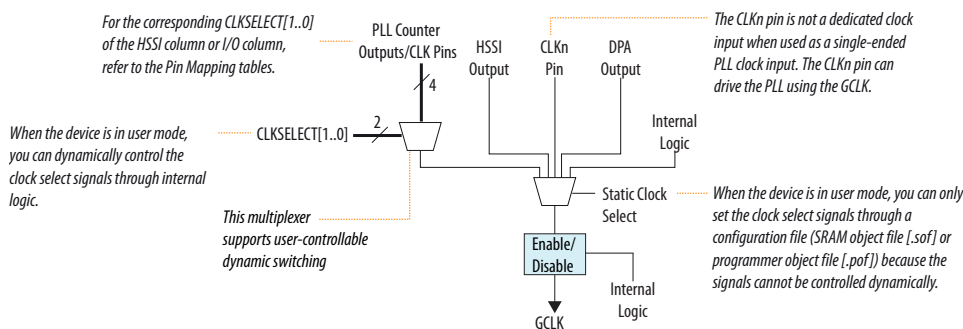 For the corresponding CLKSELECT[1..0]
of the HSSI column or I/O column,
refer to the Pin Mapping tables.
PLL Counter
Outputs/CLK Pins
HSSI
Output
CLKn
Pin
DPA
Output
The CLKn pin is not a dedicated clock
input when used as a single-ended
PLL clock input. The CLKn pin can
drive the PLL using the GCLK.
4
When the device is in user mode,
you can dynamically control the
clock select signals through internal
logic.
CLKSELECT[1..0]
2
Internal
Logic
This multiplexer
supports user-controllable
dynamic switching
Static Clock
Select
When the device is in user mode, you can only
set the clock select signals through a
configuration file (SRAM object file [.sof] or
programmer object file [.pof]) because the
signals cannot be controlled dynamically.
Enable/
Disable
Internal
Logic
GCLK